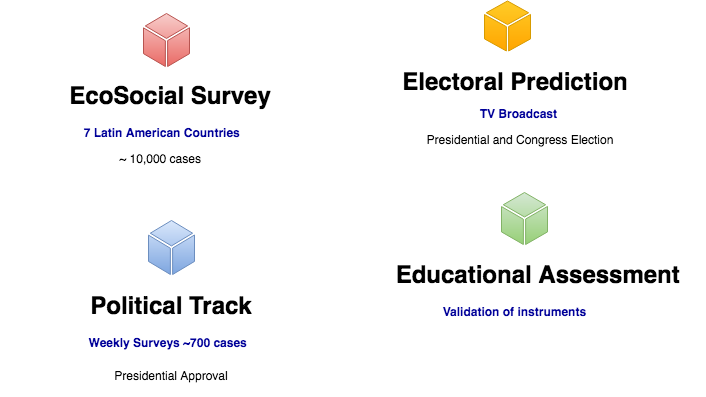 EcoSocial Survey
7 Latin American Countries
~ 10,000 cases
Electoral Prediction
TV Broadcast
Presidential and Congress Election
Political Track
Weekly Surveys ~700 cases
Presidential Approval
Educational Assessment
Validation of instruments